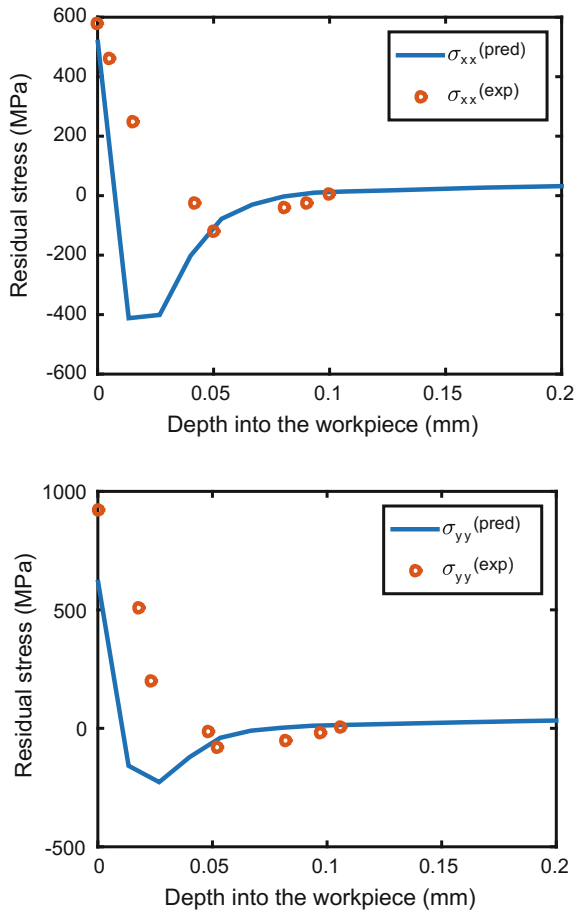 600
400
200
0
-200
-400
-600
Residual stress (MPa)
σxx(pred)
σxx(exp)
0
0.05
0.1
0.15
0.2
Depth into the workpiece (mm)
1000
500
0
-500
Residual stress (MPa)
σyy(pred)
σyy(exp)
0
0.05
0.1
0.15
0.2
Depth into the workpiece (mm)